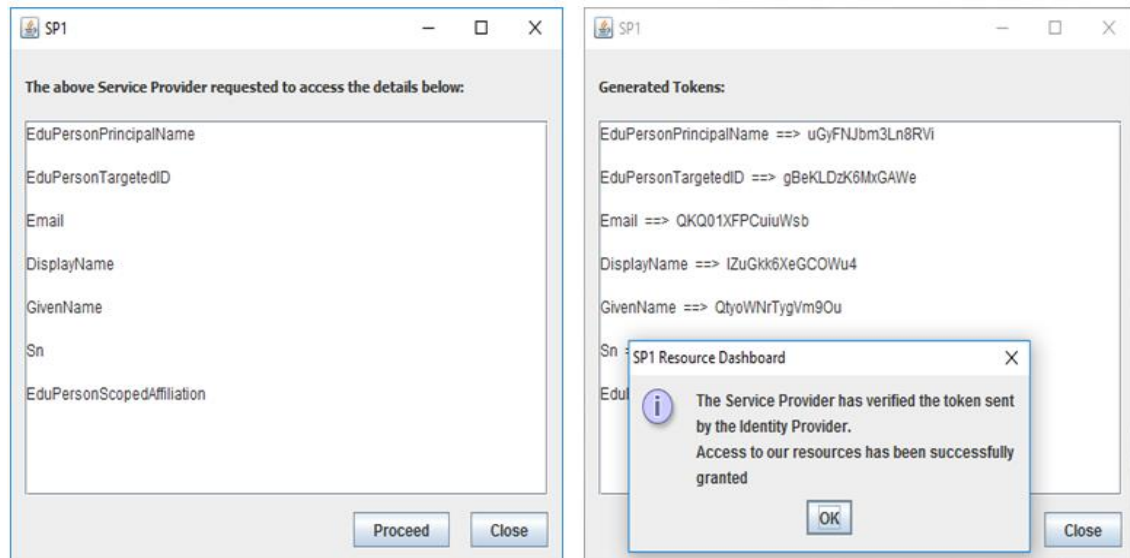 SP1
The above Service Provider requested to access the details below:
EduPersonPrincipalName
EduPersonTargetedID
Email
DisplayName
GivenName
Sn
EduPersonScopedAffiliation
Proceed
Close
SP1
Generated Tokens:
EduPersonPrincipalName ==> uGyFNJbm3Ln8RVi
EduPersonTargetedID ==> gBeKLDzK6MxGAWe
Email ==> QKQ01XFPCuiuWsb
DisplayName ==> IZuGkk6XeGCOWu4
GivenName ==> QtyoWNrTygVm9Ou
Sn
SP1 Resource Dashboard
The Service Provider has verified the token sent
by the Identity Provider.
Access to our resources has been successfully
granted
OK
Close